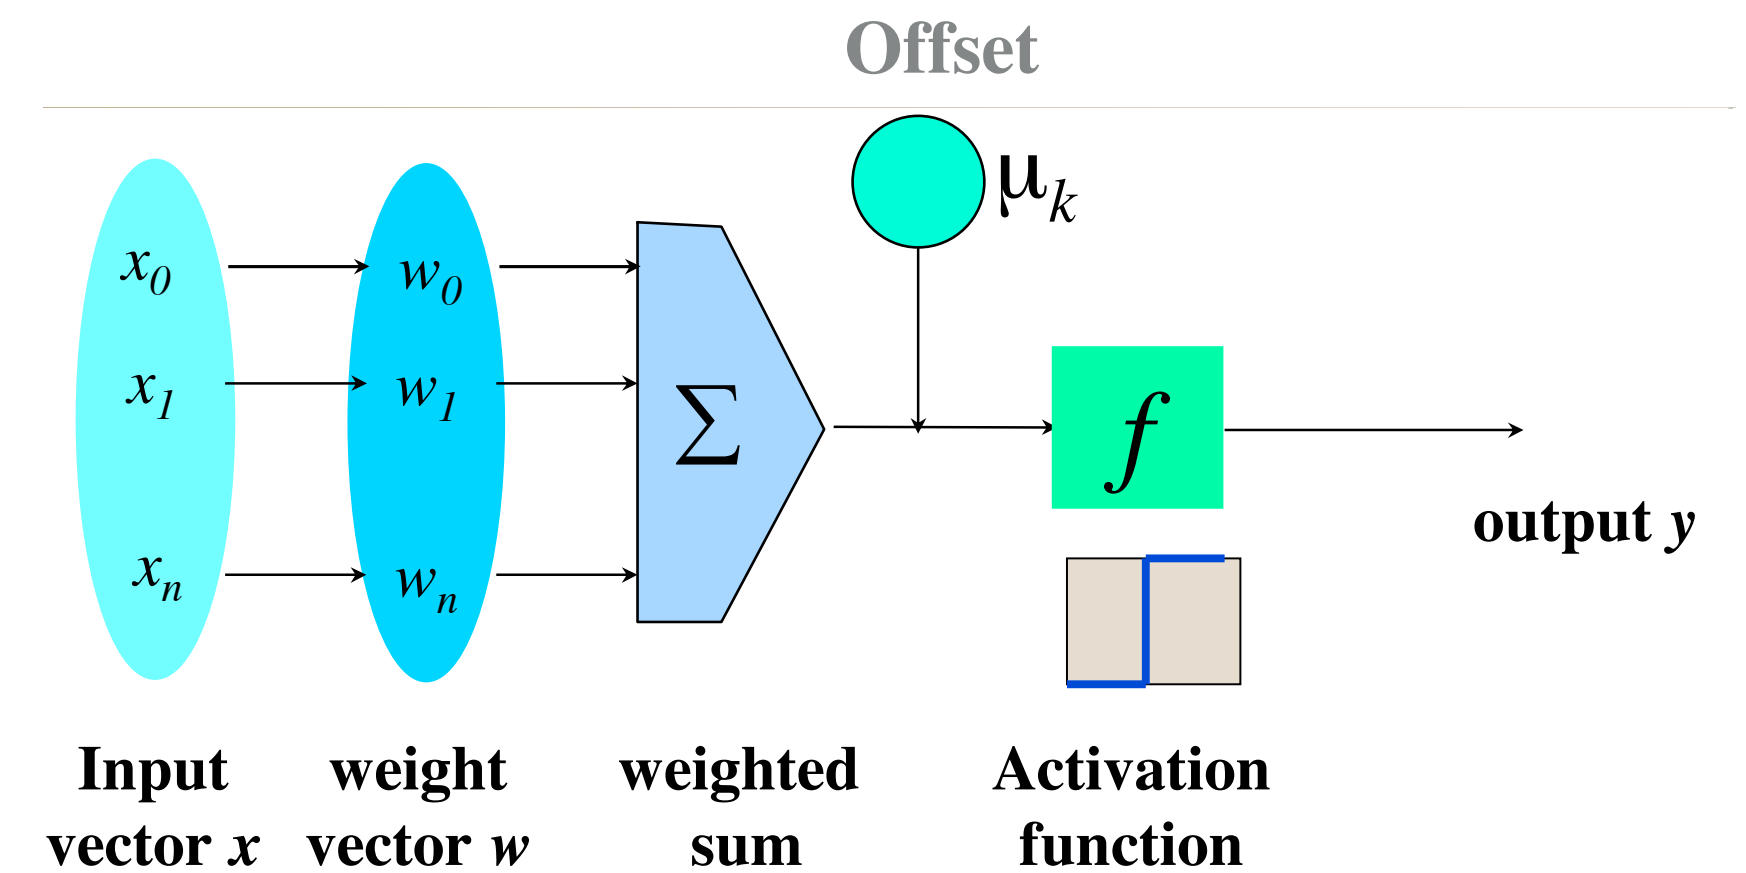 Offset
μk
x0
w0
x1
w1
Σ
f
xn
wn
output y
Input vector x
weight vector w
weighted sum
Activation function